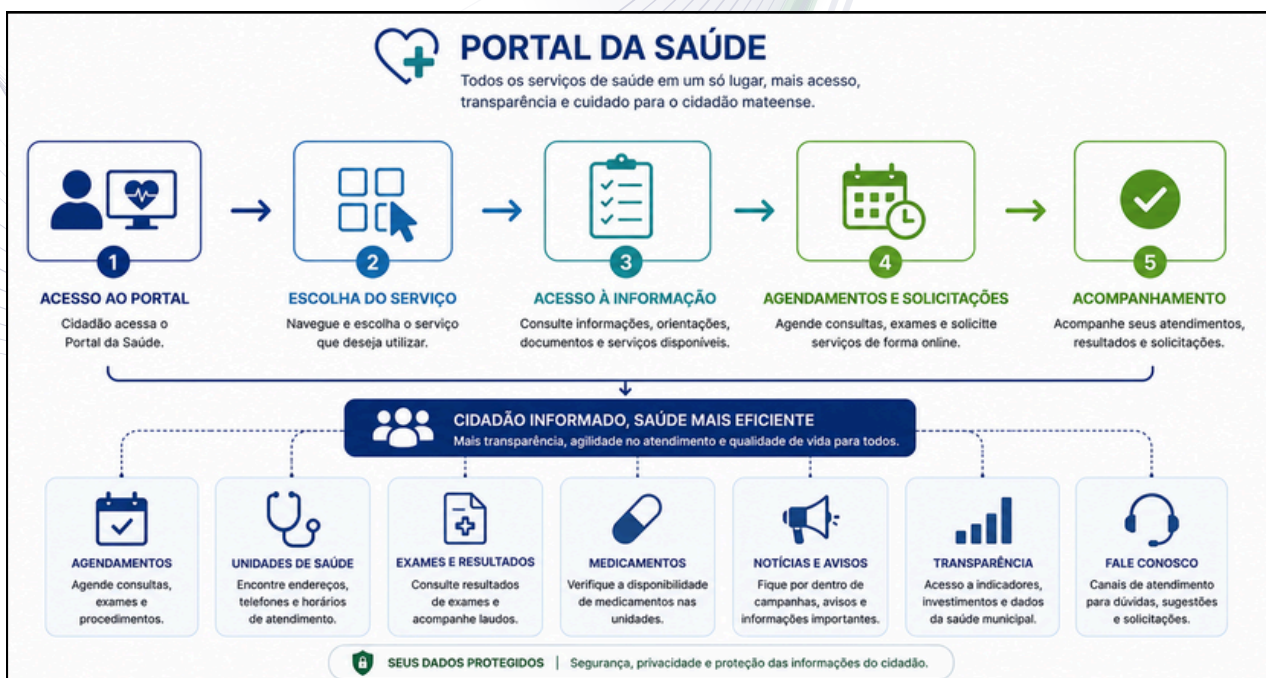 PORTAL DA SAÚDE
Todos os serviços de saúde em um só lugar, mais acesso,
transparência e cuidado para o cidadão mateense.
1
ACESSO AO PORTAL
Cidadão acessa o
Portal da Saúde.
2
ESCOLHA DO SERVIÇO
Navegue e escolha o serviço
que deseja utilizar.
3
ACESSO À INFORMAÇÃO
Consulte informações, orientações,
documentos e serviços disponíveis.
4
AGENDAMENTOS E SOLICITAÇÕES
Agende consultas, exames e solicitte
serviços de forma online.
5
ACOMPANHAMENTO
Acompanhe seus atendimentos,
resultados e solicitações.
CIDADÃO INFORMADO, SAÚDE MAIS EFICIENTE
Mais transparência, agilidade no atendimento e qualidade de vida para todos.
AGENDAMENTOS
Agende consultas,
exames e
procedimentos.
UNIDADES DE SAÚDE
Encontre endereços,
telefones e horários
de atendimento.
EXAMES E RESULTADOS
Consulte resultados
de exames e
acompanhe laudos.
MEDICAMENTOS
Verifique a disponibilidade
de medicamentos nas
unidades.
NOTÍCIAS E AVISOS
Fique por dentro de
campanhas, avisos e
informações importantes.
TRANSPARÊNCIA
Acesso a indicadores,
investimentos e dados
da saúde municipal.
FALE CONOSCO
Canais de atendimento
para dúvidas, sugestões
e solicitações.
SEUS DADOS PROTEGIDOS | Segurança, privacidade e proteção das informações do cidadão.